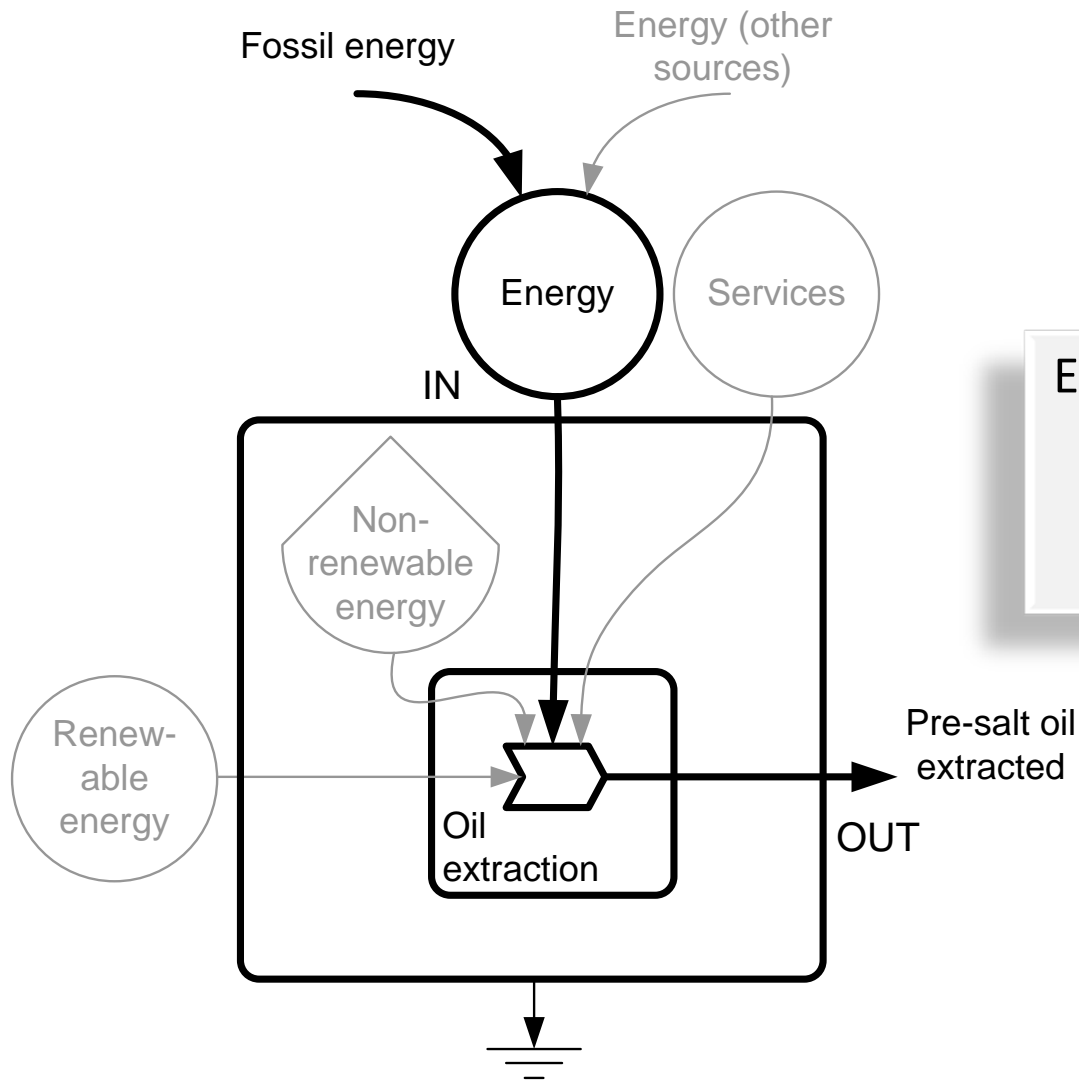 Fossil energy
Energy (other
sources)
Energy
Services
IN
E
Non-
renewable
energy
Renew-
able
energy
Pre-salt oil
extracted
Oil
extraction
OUT